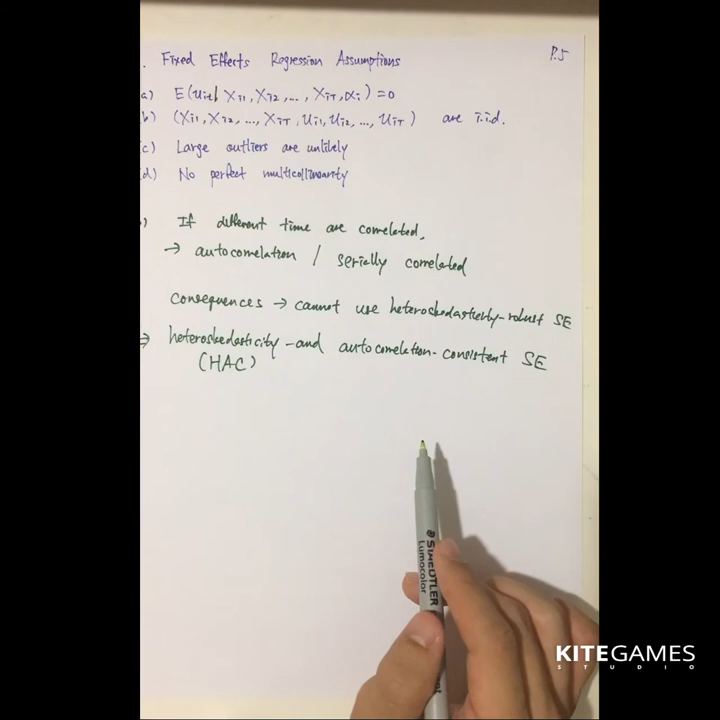 . Fixed Effects Regression Assumptions P.5
a) E(uit| Xi1, Xi2, ..., XiT, αi) = 0
b) (Xi1, Xi2, ..., XiT, ui1, ui2, ..., uiT) are i.i.d.
c) Large outliers are unlikely
d) No perfect multicollinearity
) If different time are correlated,
→ autocorrelation / serially correlated
consequences → cannot use heteroskedasticity-robust SE
⇒ heteroskedasticity-and autocorrelation-consistent SE
(HAC)
STAEDTLER
Lumocolor
KITEGAMES
STUDIO